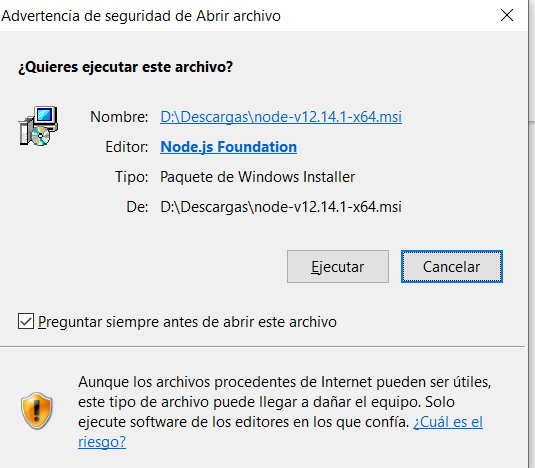 Advertencia de seguridad de Abrir archivo
¿Quieres ejecutar este archivo?
Nombre: D:\Descargas\node-v12.14.1-x64.msi
Editor: Node.js Foundation
Tipo: Paquete de Windows Installer
De: D:\Descargas\node-v12.14.1-x64.msi
Ejecutar Cancelar
Preguntar siempre antes de abrir este archivo
Aunque los archivos procedentes de Internet pueden ser útiles,
este tipo de archivo puede llegar a dañar el equipo. Solo
ejecute software de los editores en los que confía. ¿Cuál es el
riesgo?